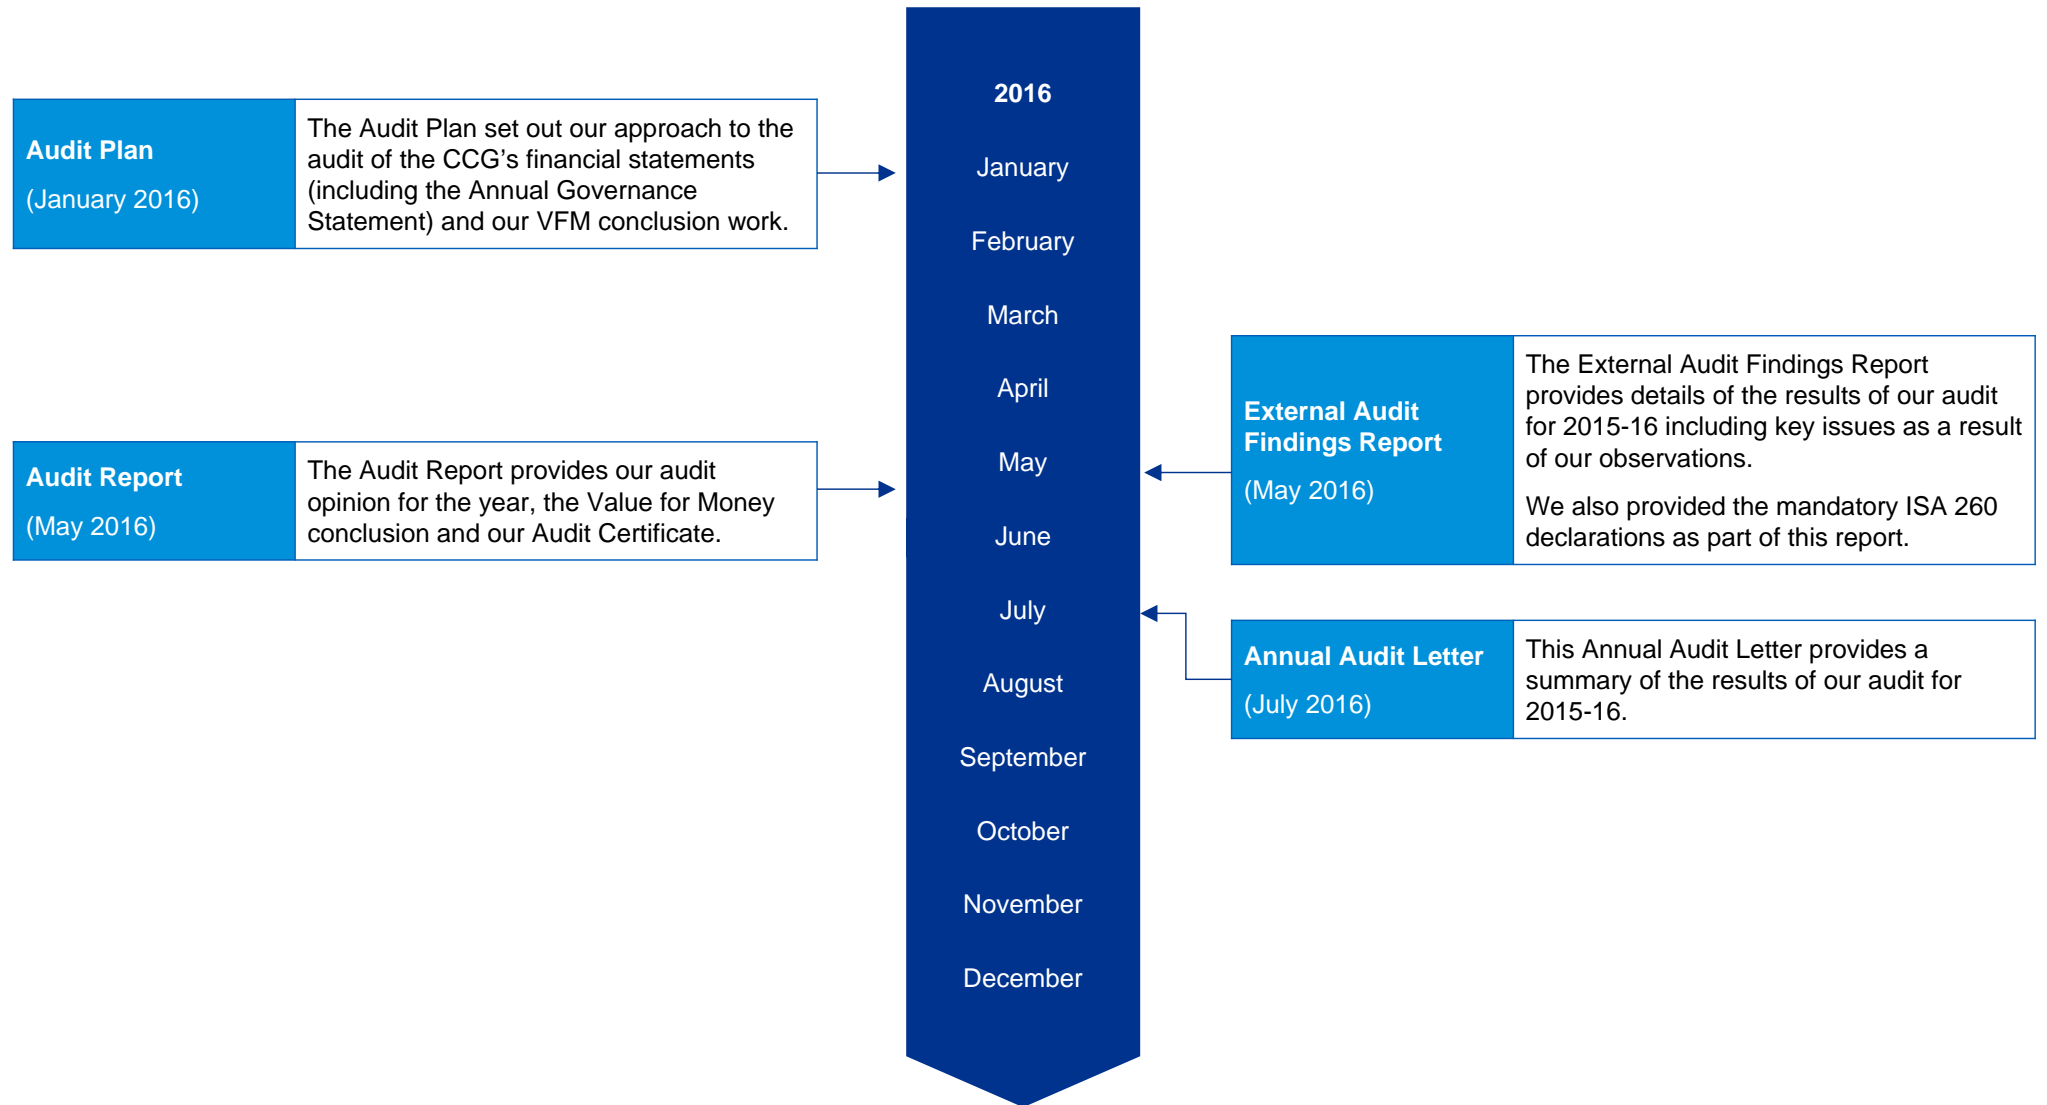 Audit Plan
(January 2016)
The Audit Plan set out our approach to the
audit of the CCG’s financial statements
(including the Annual Governance
Statement) and our VFM conclusion work.
Audit Report
(May 2016)
The Audit Report provides our audit
opinion for the year, the Value for Money
conclusion and our Audit Certificate.
2016
January
February
March
April
May
June
July
August
September
October
November
December
External Audit
Findings Report
(May 2016)
The External Audit Findings Report
provides details of the results of our audit
for 2015-16 including key issues as a result
of our observations.
We also provided the mandatory ISA 260
declarations as part of this report.
Annual Audit Letter
(July 2016)
This Annual Audit Letter provides a
summary of the results of our audit for
2015-16.